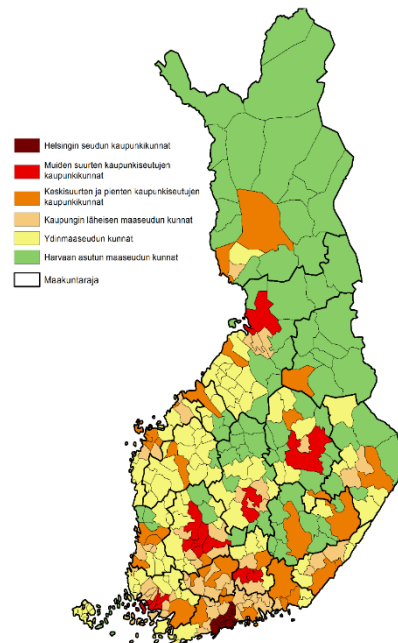 Helsingin seudun kaupunkikunnat
Muiden suurten kaupunkiseutujen
kaupunkikunnat
Keskisuurten ja pienten kaupunkiseutujen
kaupunkikunnat
Kaupungin läheisen maaseudun kunnat
Ydinmaaseudun kunnat
Harvaan asutun maaseudun kunnat
Maakuntaraja